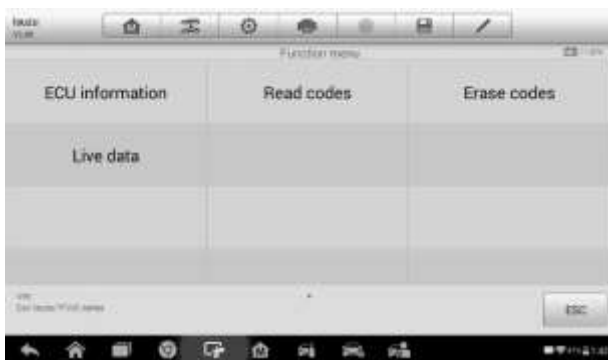 Function menu
ECU information
Read codes
Erase codes
Live data
ESC